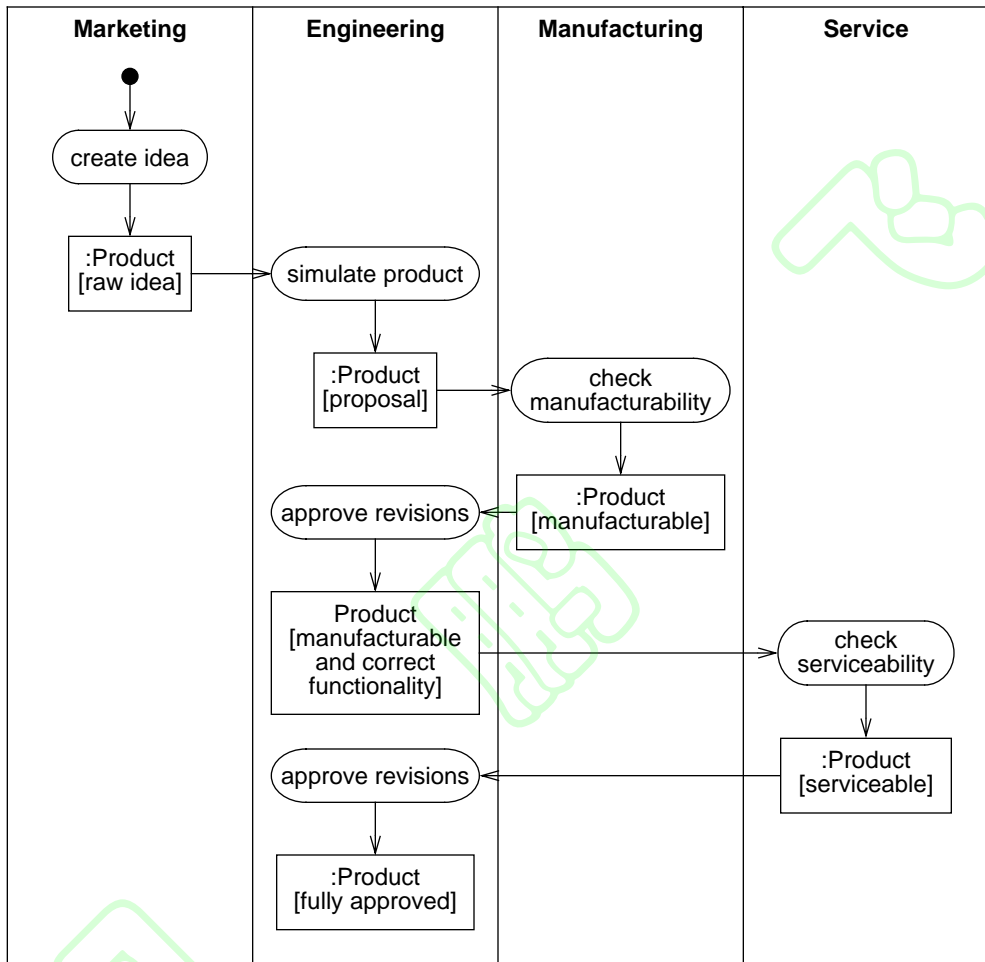 Marketing
Engineering
Manufacturing
Service
create idea
:Product
[raw idea]
simulate product
:Product
[proposal]
check
manufacturability
:Product
[manufacturable]
approve revisions
Product
[manufacturable
and correct
functionality]
check
serviceability
:Product
[serviceable]
approve revisions
:Product
[fully approved]